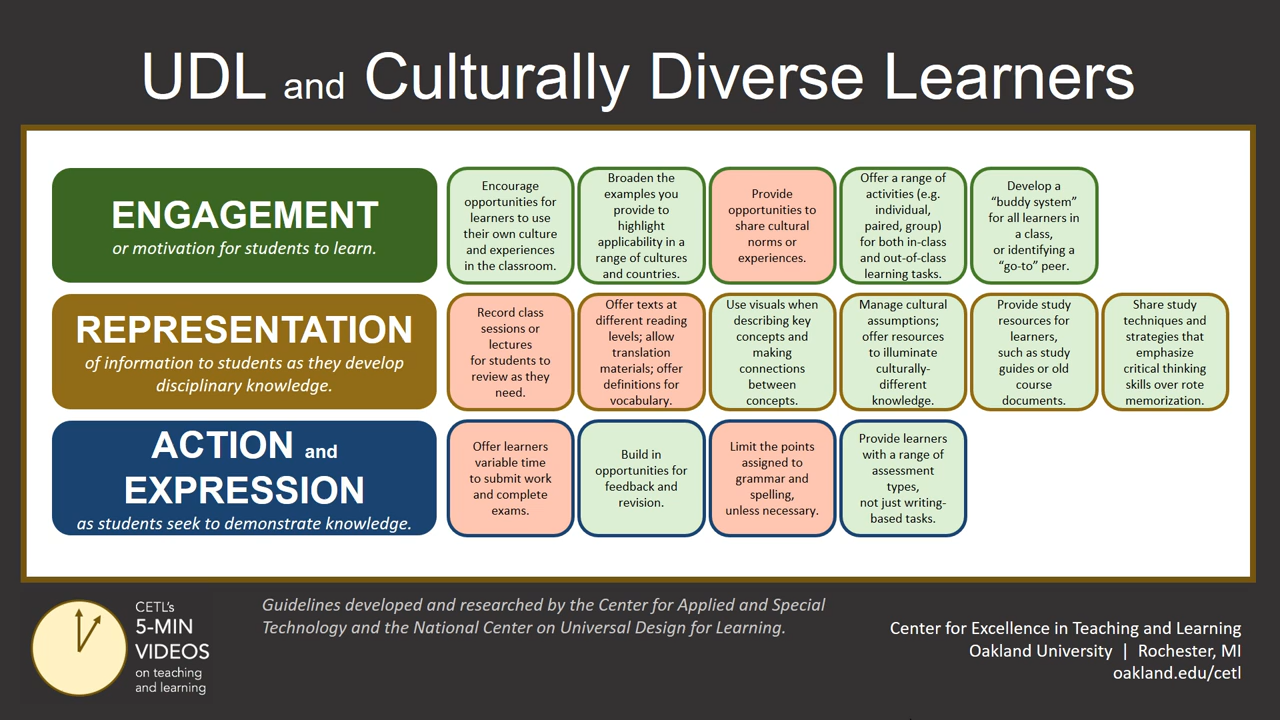 UDL and Culturally Diverse Learners
ENGAGEMENT
or motivation for students to learn.
Encourage
opportunities for
learners to use
their own culture
and experiences
in the classroom.
Broaden the
examples you
provide to
highlight
applicability in a
range of cultures
and countries.
Provide
opportunities to
share cultural
norms or
experiences.
Offer a range of
activities (e.g.
individual,
paired, group)
for both in-class
and out-of-class
learning tasks.
Develop a
“buddy system”
for all learners in
a class,
or identifying a
“go-to” peer.
REPRESENTATION
of information to students as they develop
disciplinary knowledge.
Record class
sessions or
lectures
for students to
review as they
need.
Offer texts at
different reading
levels; allow
translation
materials; offer
definitions for
vocabulary.
Use visuals when
describing key
concepts and
making
connections
between
concepts.
Manage cultural
assumptions;
offer resources
to illuminate
culturally-
different
knowledge.
Provide study
resources for
learners,
such as study
guides or old
course
documents.
Share study
techniques and
strategies that
emphasize
critical thinking
skills over rote
memorization.
ACTION and
EXPRESSION
as students seek to demonstrate knowledge.
Offer learners
variable time
to submit work
and complete
exams.
Build in
opportunities for
feedback and
revision.
Limit the points
assigned to
grammar and
spelling,
unless necessary.
Provide learners
with a range of
assessment
types,
not just writing-
based tasks.
CETL’s
5-MIN
VIDEOS
on teaching
and learning
Guidelines developed and researched by the Center for Applied and Special
Technology and the National Center on Universal Design for Learning.
Center for Excellence in Teaching and Learning
Oakland University | Rochester, MI
oakland.edu/cetl